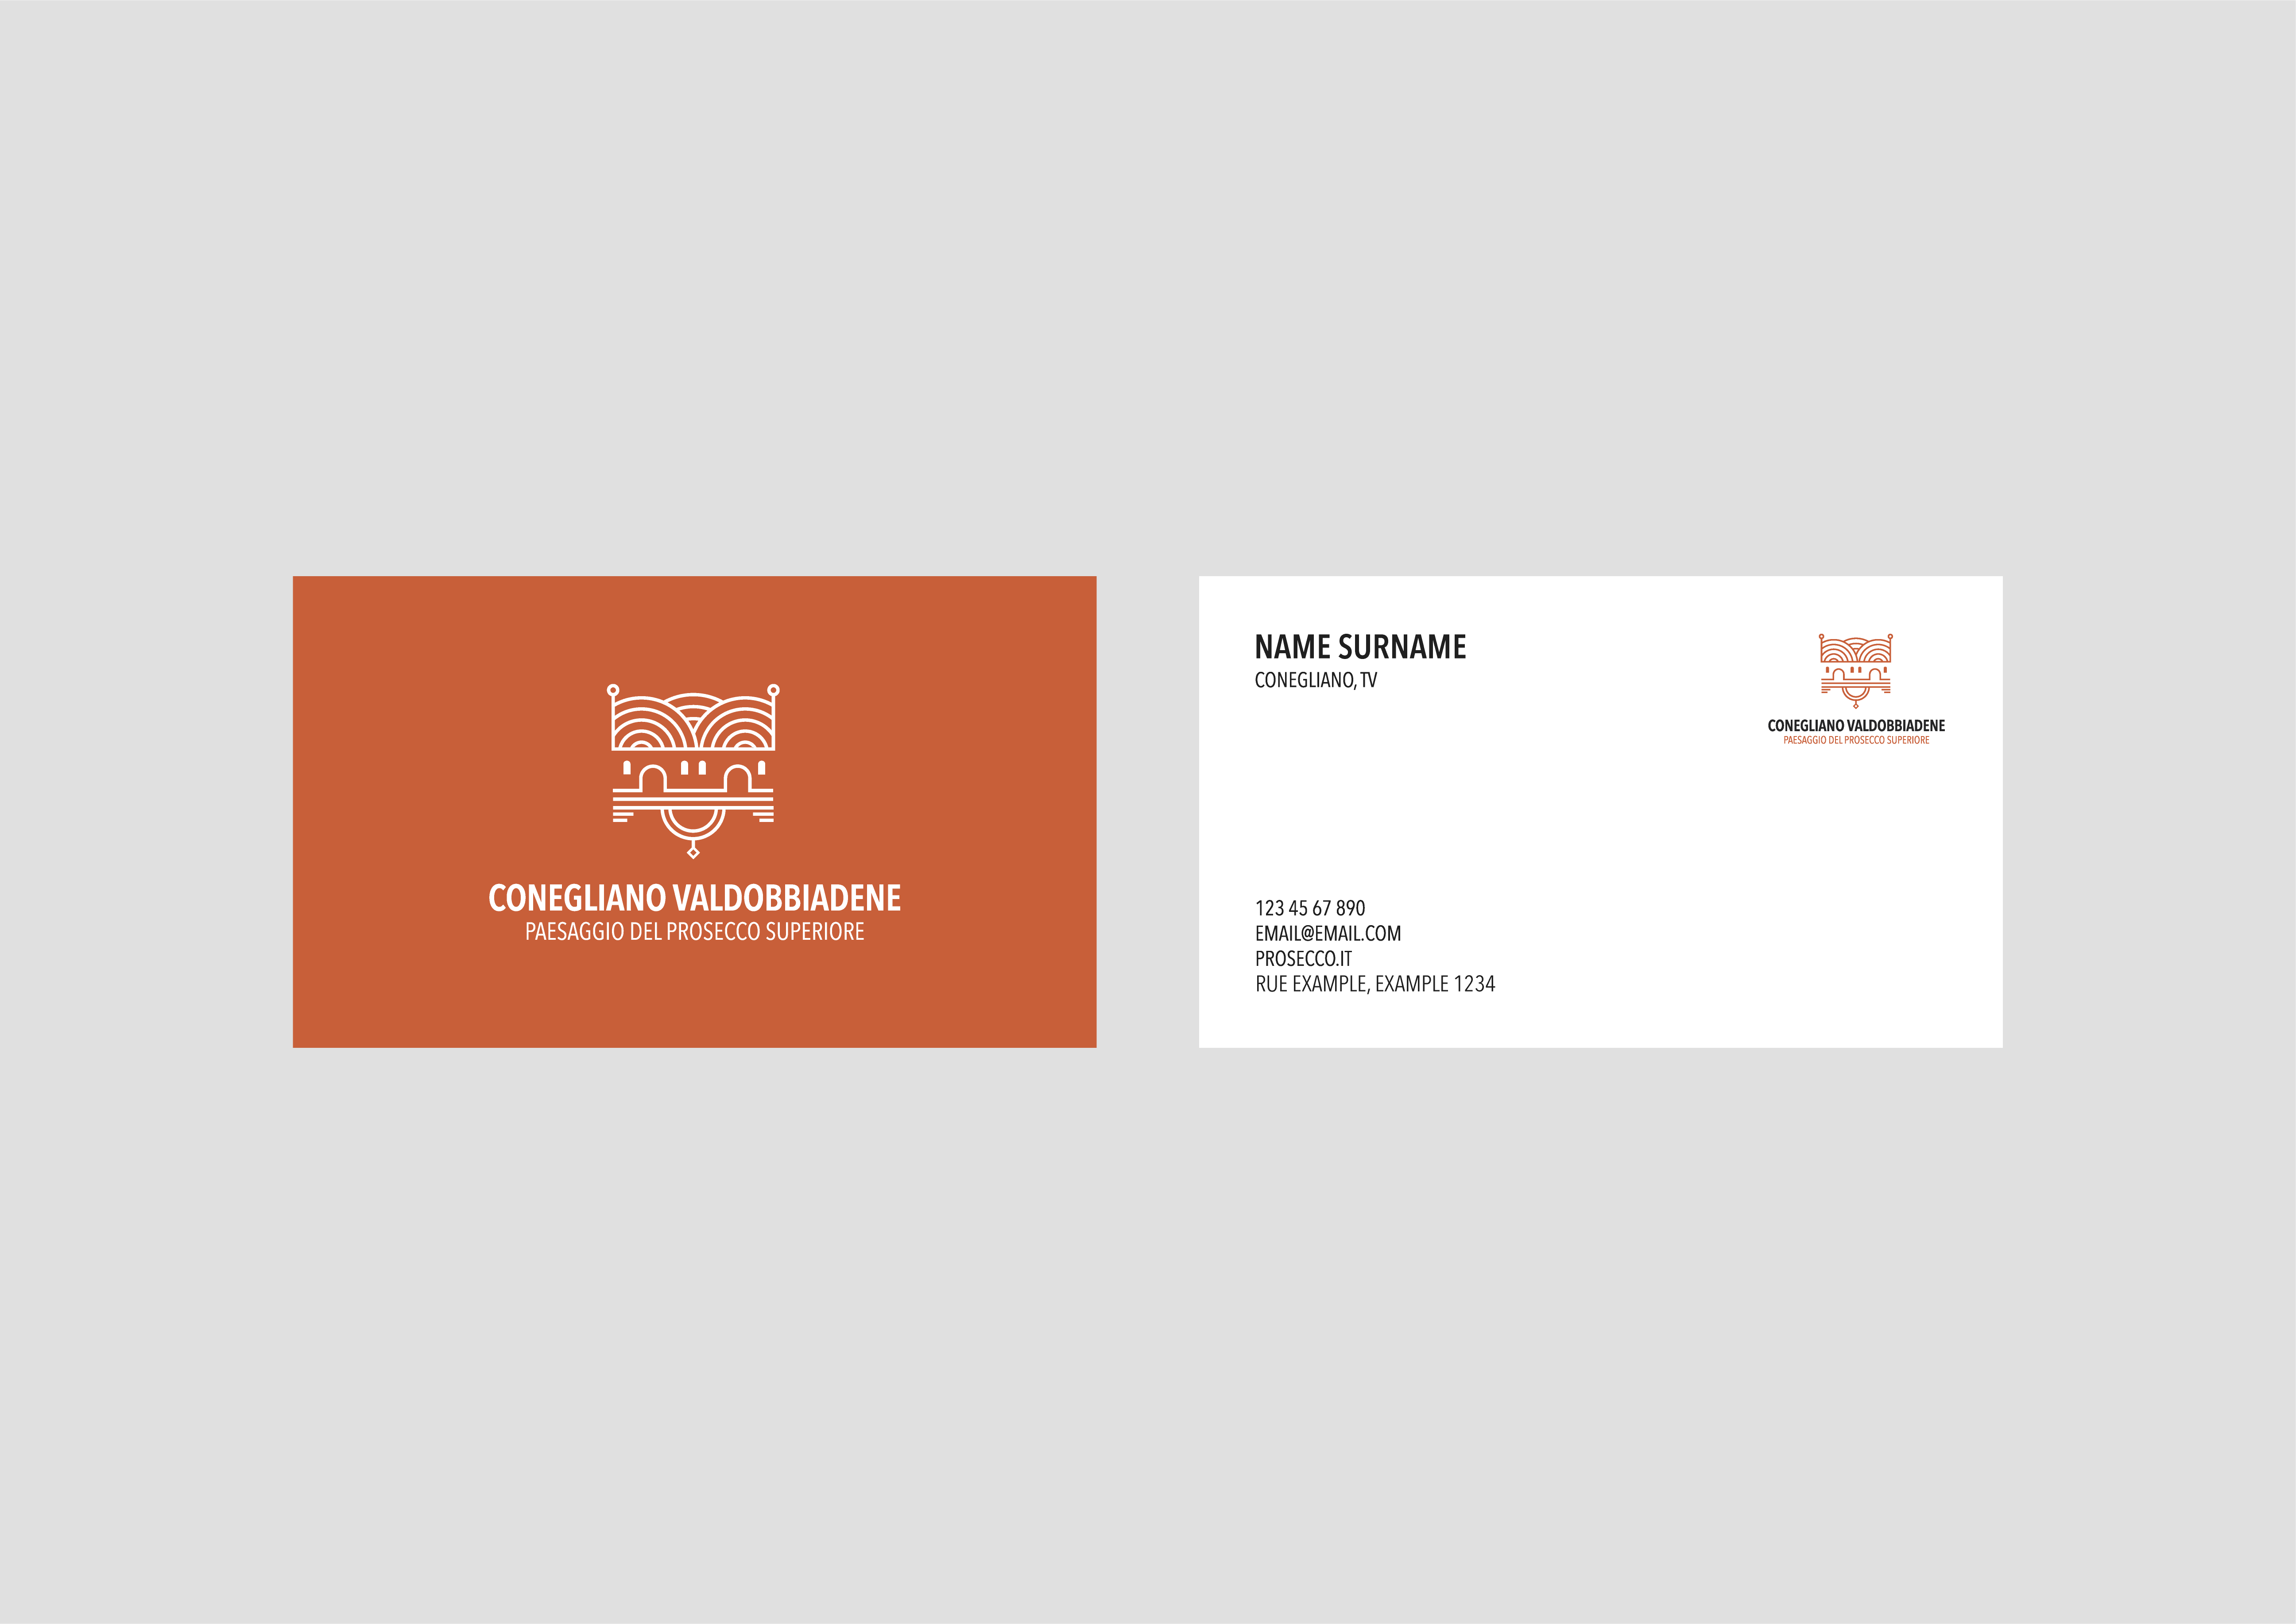 CONEGLIANO VALDOBBIADENE
PAESAGGIO DEL PROSECCO SUPERIORE
NAME SURNAME
CONEGLIANO, TV
CONEGLIANO VALDOBBIADENE
PAESAGGIO DEL PROSECCO SUPERIORE
123 45 67 890
EMAIL@EMAIL.COM
PROSECCO.IT
RUE EXAMPLE, EXAMPLE 1234